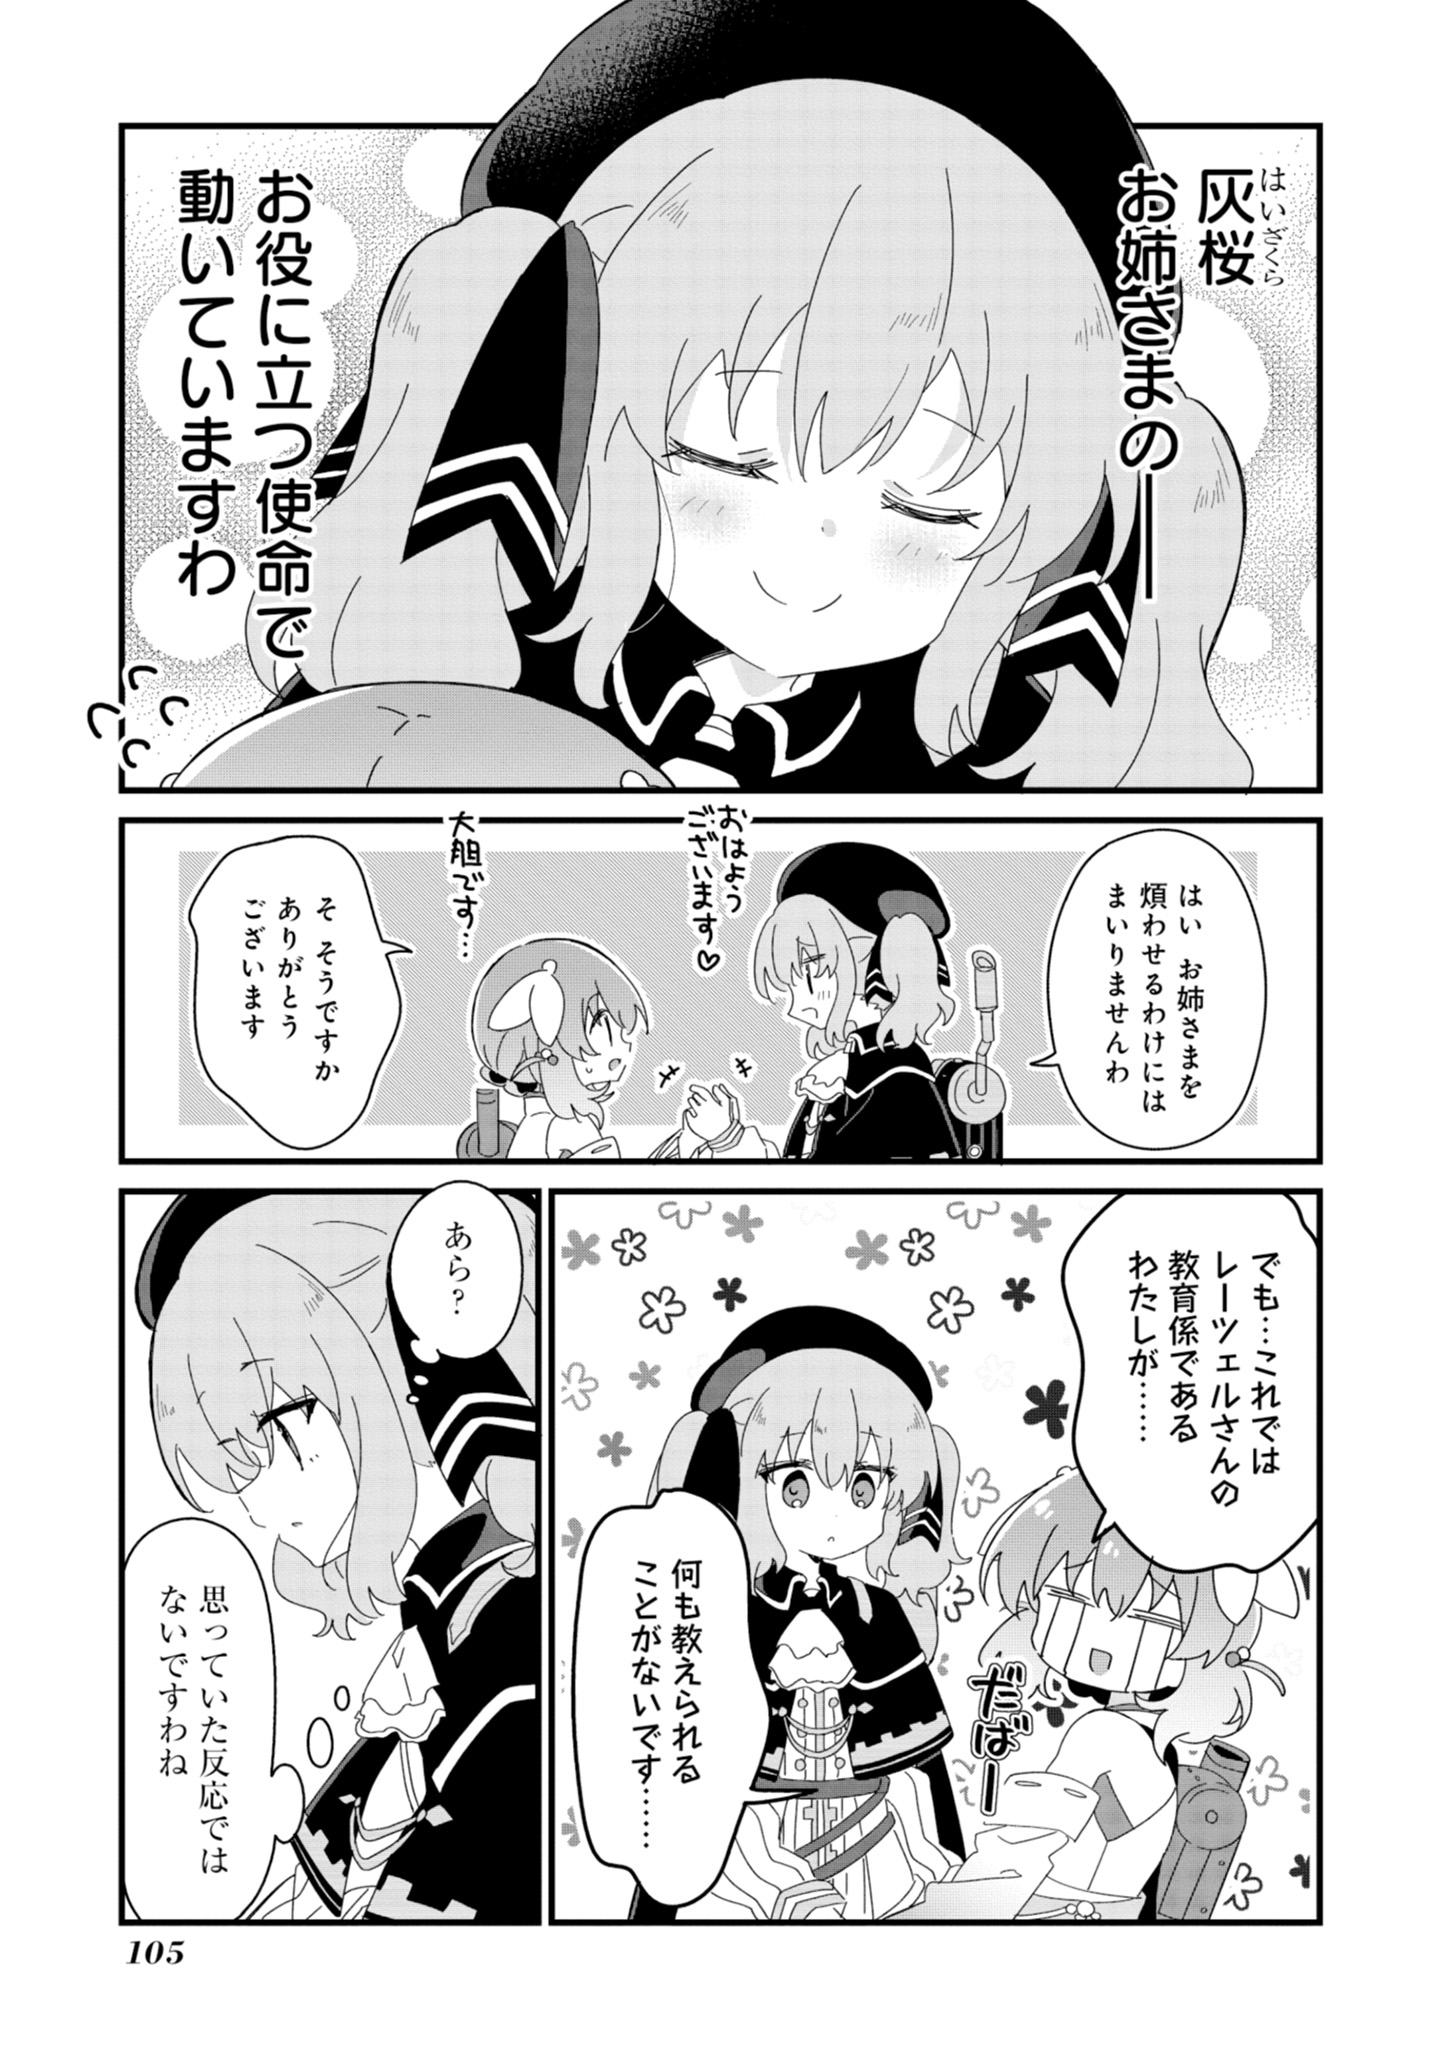 灰桜
はいざくら
お姉さまの――
お役に立つ使命で
動いていますわ
はい お姉さまを
煩わせるわけには
まいりませんわ
おはよう
ございます♡
大胆です…
そ そうですか
ありがとう
ございます
でも…これでは
レーツェルさんの
教育係である
わたしが……
だばー
何も教えられる
ことがないです……
あら?
思っていた反応では
ないですわね
105